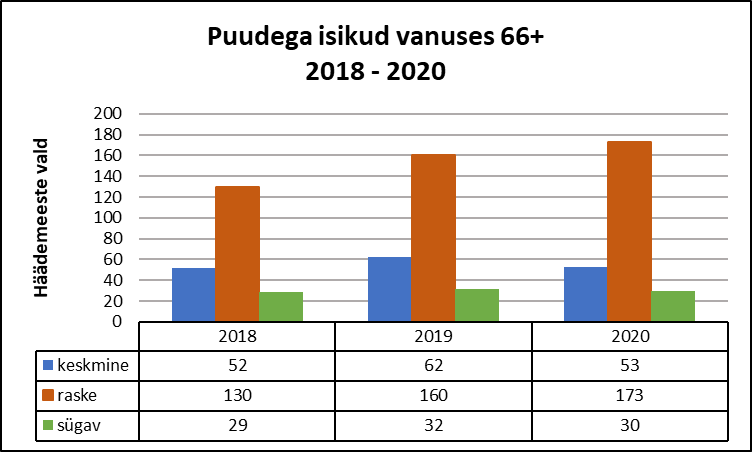 Puudega isikud vanuses 66+
2018 - 2020
Häädemeeste vald
200
180
160
140
120
100
80
60
40
20
0
2018 2019 2020
keskmine 52 62 53
raske 130 160 173
sügav 29 32 30